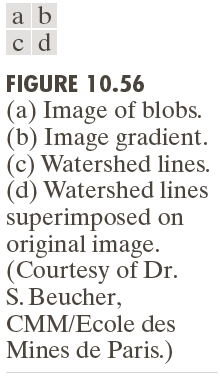 a b
c d
FIGURE 10.56
(a) Image of blobs.
(b) Image gradient.
(c) Watershed lines.
(d) Watershed lines
superimposed on
original image.
(Courtesy of Dr.
S. Beucher,
CMM/Ecole des
Mines de Paris.)